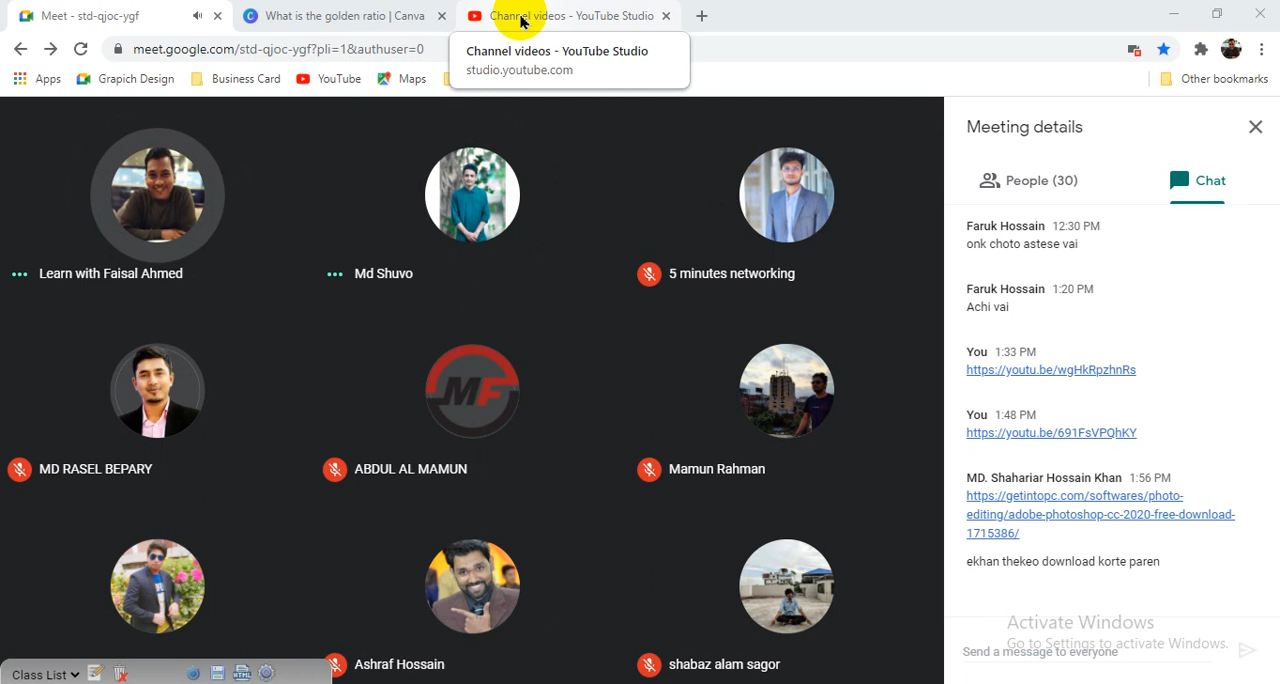 Meet - std-qjoc-ygf
What is the golden ratio | Canva
Channel videos - YouTube Studio
meet.google.com/std-qjoc-ygf?pli=1&authuser=0
Channel videos - YouTube Studio
studio.youtube.com
Apps
Grapich Design
Business Card
YouTube
Maps
Other bookmarks
Learn with Faisal Ahmed
Md Shuvo
5 minutes networking
MD RASEL BEPARY
MF
ABDUL AL MAMUN
Mamun Rahman
Ashraf Hossain
shabaz alam sagor
Class List
HTML
Meeting details
People (30)
Chat
Faruk Hossain 12:30 PM
onk choto astese vai
Faruk Hossain 1:20 PM
Achi vai
You 1:33 PM
https://youtu.be/wgHkRpzhnRs
You 1:48 PM
https://youtu.be/691FsVPQhKY
MD. Shahariar Hossain Khan 1:56 PM
https://getintopc.com/softwares/photo-
editing/adobe-photoshop-cc-2020-free-download-
1715386/
ekhan thekeo download korte paren
Activate Windows
Go to Settings to activate Windows.
Send a message to everyone